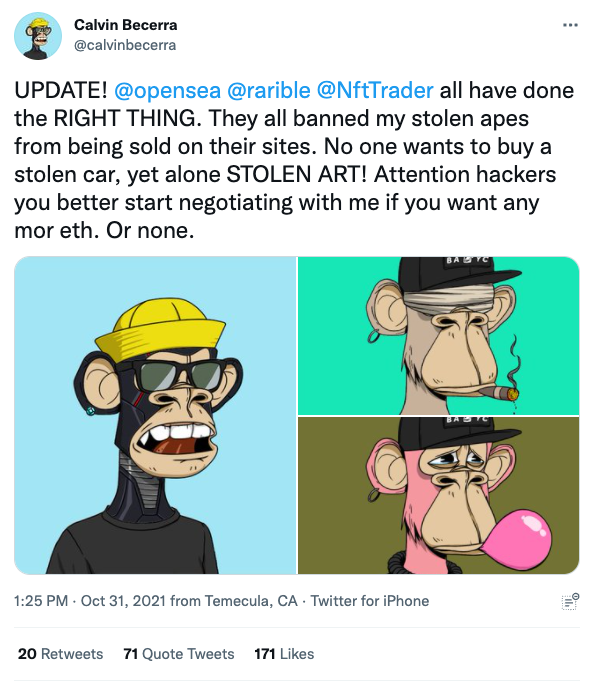 Calvin Becerra
@calvinbecerra
UPDATE! @opensea @rarible @NftTrader all have done
the RIGHT THING. They all banned my stolen apes
from being sold on their sites. No one wants to buy a
stolen car, yet alone STOLEN ART! Attention hackers
you better start negotiating with me if you want any
mor eth. Or none.
BAYC
BAYC
1:25 PM · Oct 31, 2021 from Temecula, CA · Twitter for iPhone
20 Retweets 71 Quote Tweets 171 Likes